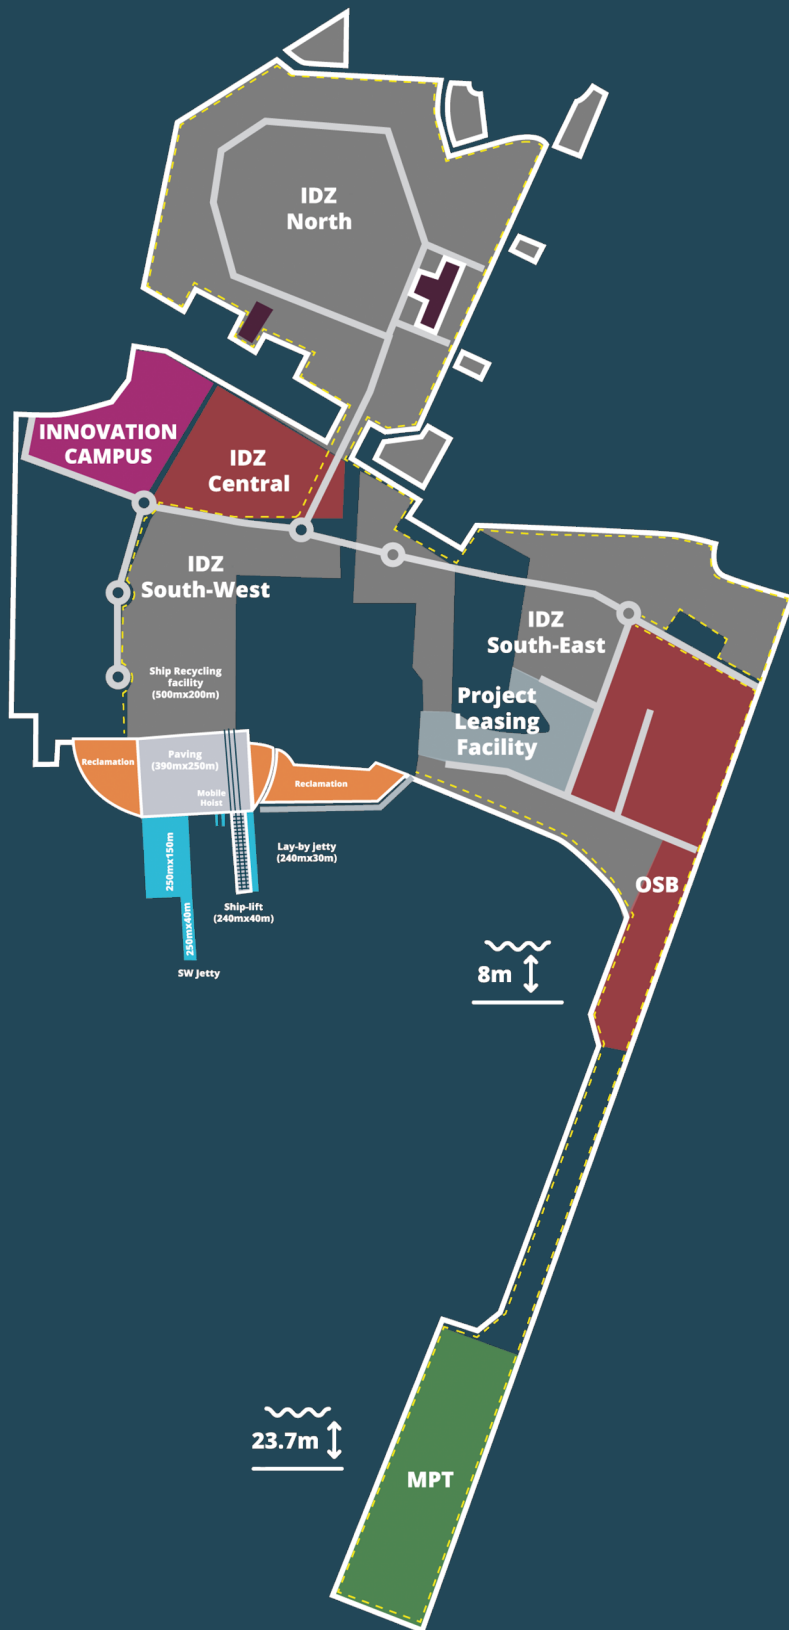 IDZ
North
INNOVATION
CAMPUS
IDZ
Central
IDZ
South-West
IDZ
South-East
Ship Recycling
facility
(500mx200m)
Project
Leasing
Facility
Reclamation
Paving
(390mx250m)
Mobile
Hoist
Reclamation
250mx150m
250mx40m
Lay-by jetty
(240mx30m)
Ship-lift
(240mx40m)
SW Jetty
OSB
8m
23.7m
MPT